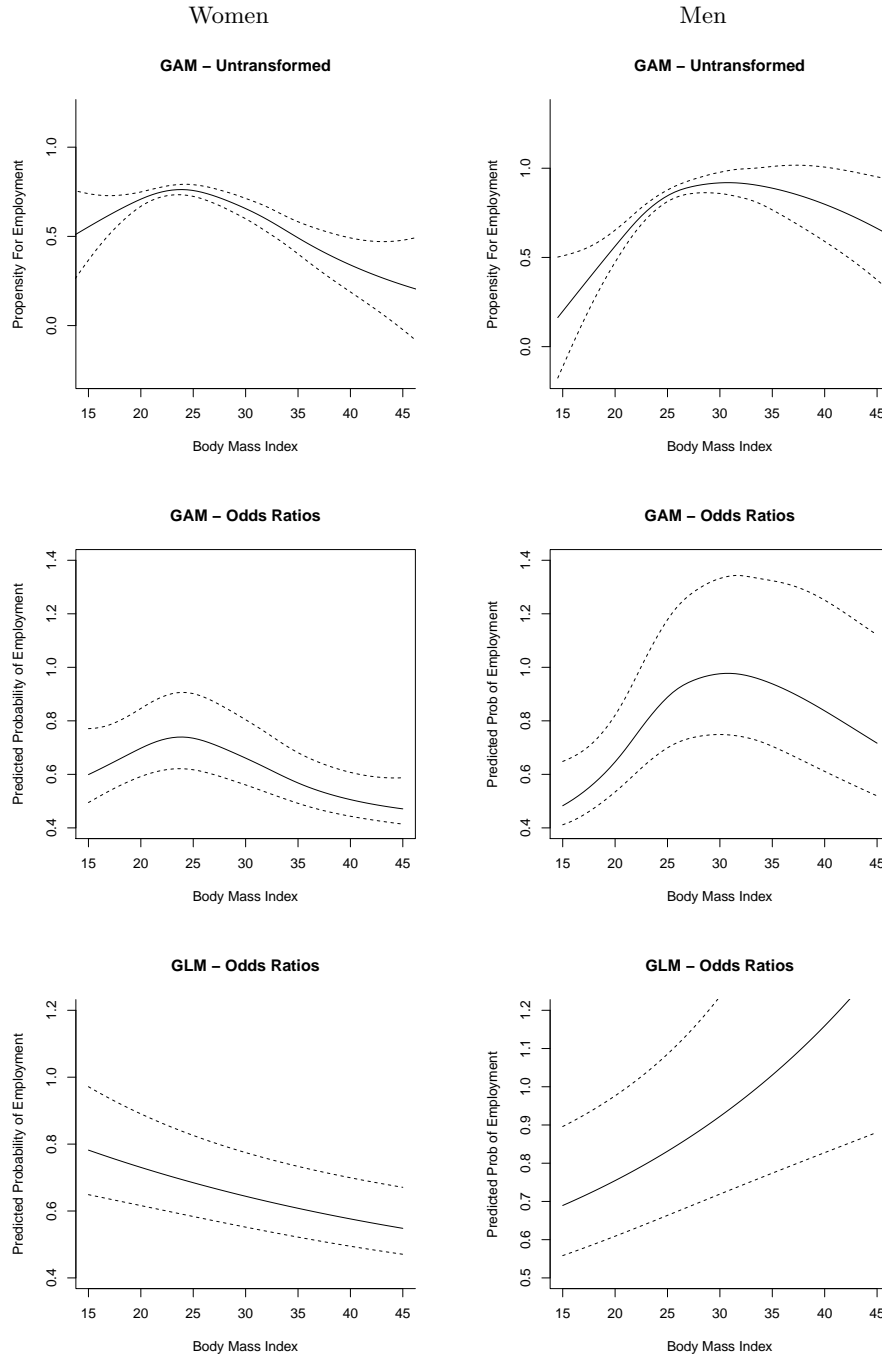 Women
Men
GAM – Untransformed
Propensity For Employment
1.0
0.5
0.0
15 20 25 30 35 40 45
Body Mass Index
GAM – Untransformed
Propensity For Employment
1.0
0.5
0.0
15 20 25 30 35 40 45
Body Mass Index
GAM – Odds Ratios
Predicted Probability of Employment
1.4
1.2
1.0
0.8
0.6
0.4
15 20 25 30 35 40 45
Body Mass Index
GAM – Odds Ratios
Predicted Prob of Employment
1.4
1.2
1.0
0.8
0.6
0.4
15 20 25 30 35 40 45
Body Mass Index
GLM – Odds Ratios
Predicted Probability of Employment
1.2
1.0
0.8
0.6
0.4
15 20 25 30 35 40 45
Body Mass Index
GLM – Odds Ratios
Predicted Prob of Employment
1.2
1.1
1.0
0.9
0.8
0.7
0.6
0.5
15 20 25 30 35 40 45
Body Mass Index